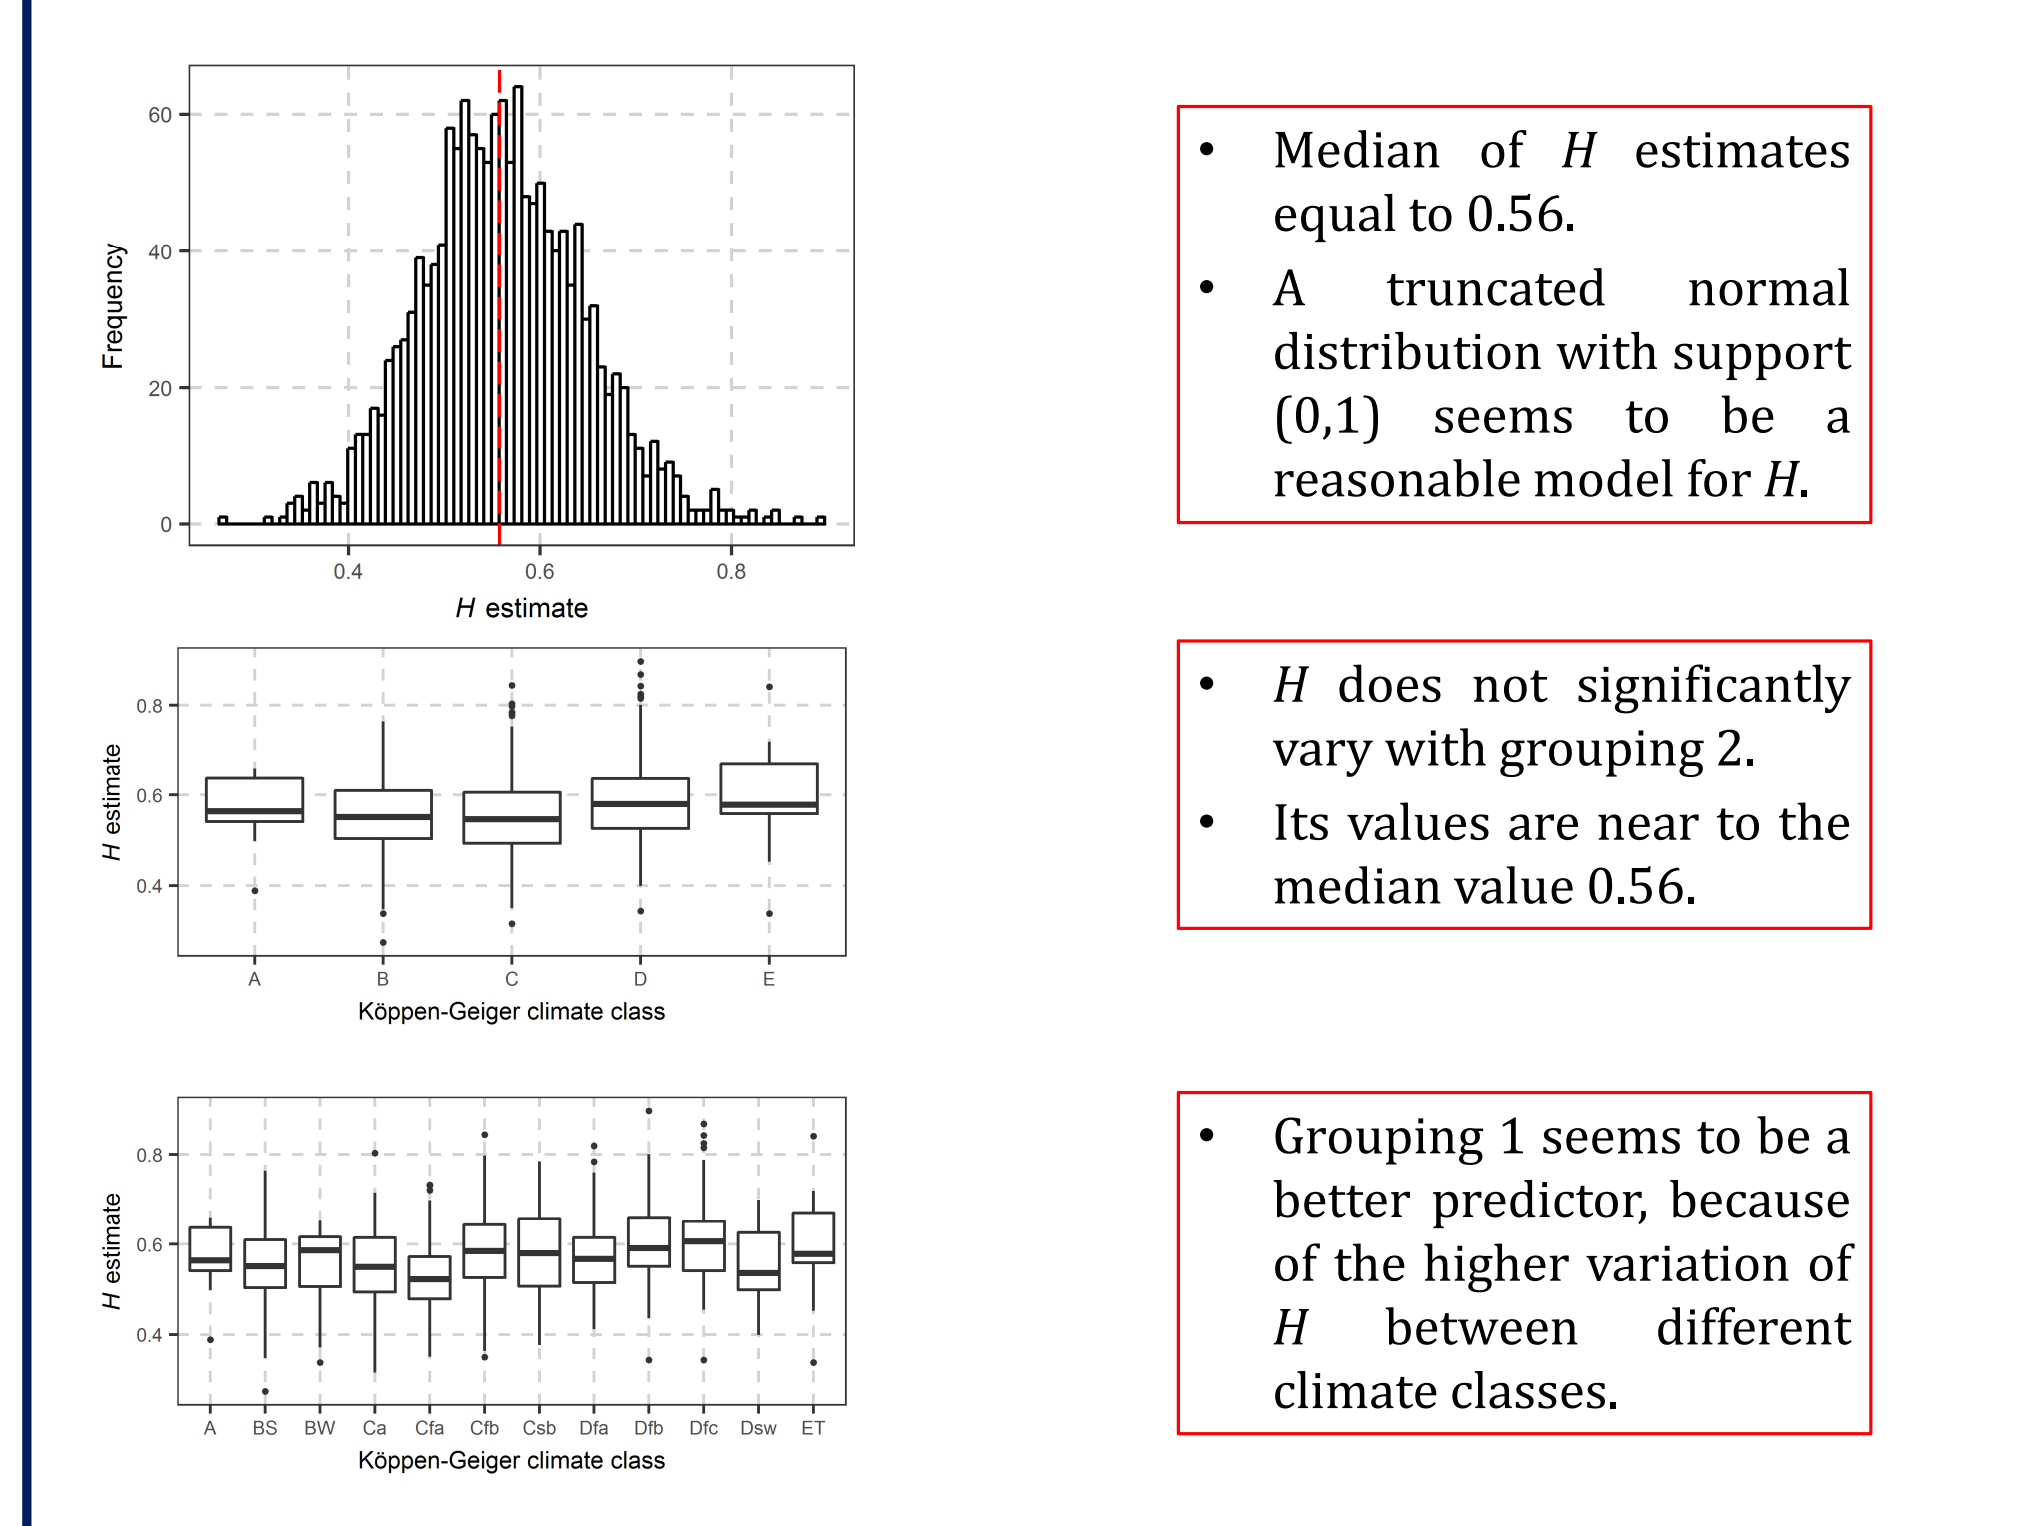 60
40
20
0
Frequency
0.4 0.6 0.8
H estimate
• Median of H estimates
equal to 0.56.
• A truncated normal
distribution with support
(0,1) seems to be a
reasonable model for H.
0.8
0.6
0.4
H estimate
A B C D E
Köppen-Geiger climate class
• H does not significantly
vary with grouping 2.
• Its values are near to the
median value 0.56.
0.8
0.6
0.4
H estimate
A BS BW Ca Cfa Cfb Csb Dfa Dfb Dfc Dsw ET
Köppen-Geiger climate class
• Grouping 1 seems to be a
better predictor, because
of the higher variation of
H between different
climate classes.